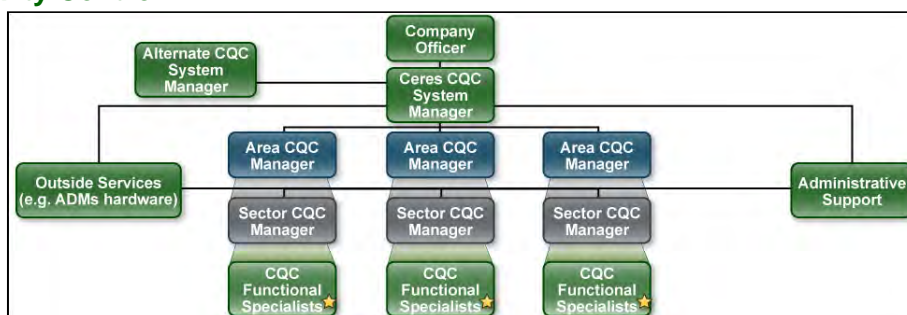 Company
Officer
Alternate CQC
System
Manager
Ceres CQC
System
Manager
Area CQC
Manager
Area CQC
Manager
Area CQC
Manager
Outside Services
(e.g. ADMs hardware)
Administrative
Support
Sector CQC
Manager
Sector CQC
Manager
Sector CQC
Manager
CQC
Functional
Specialists
CQC
Functional
Specialists
CQC
Functional
Specialists